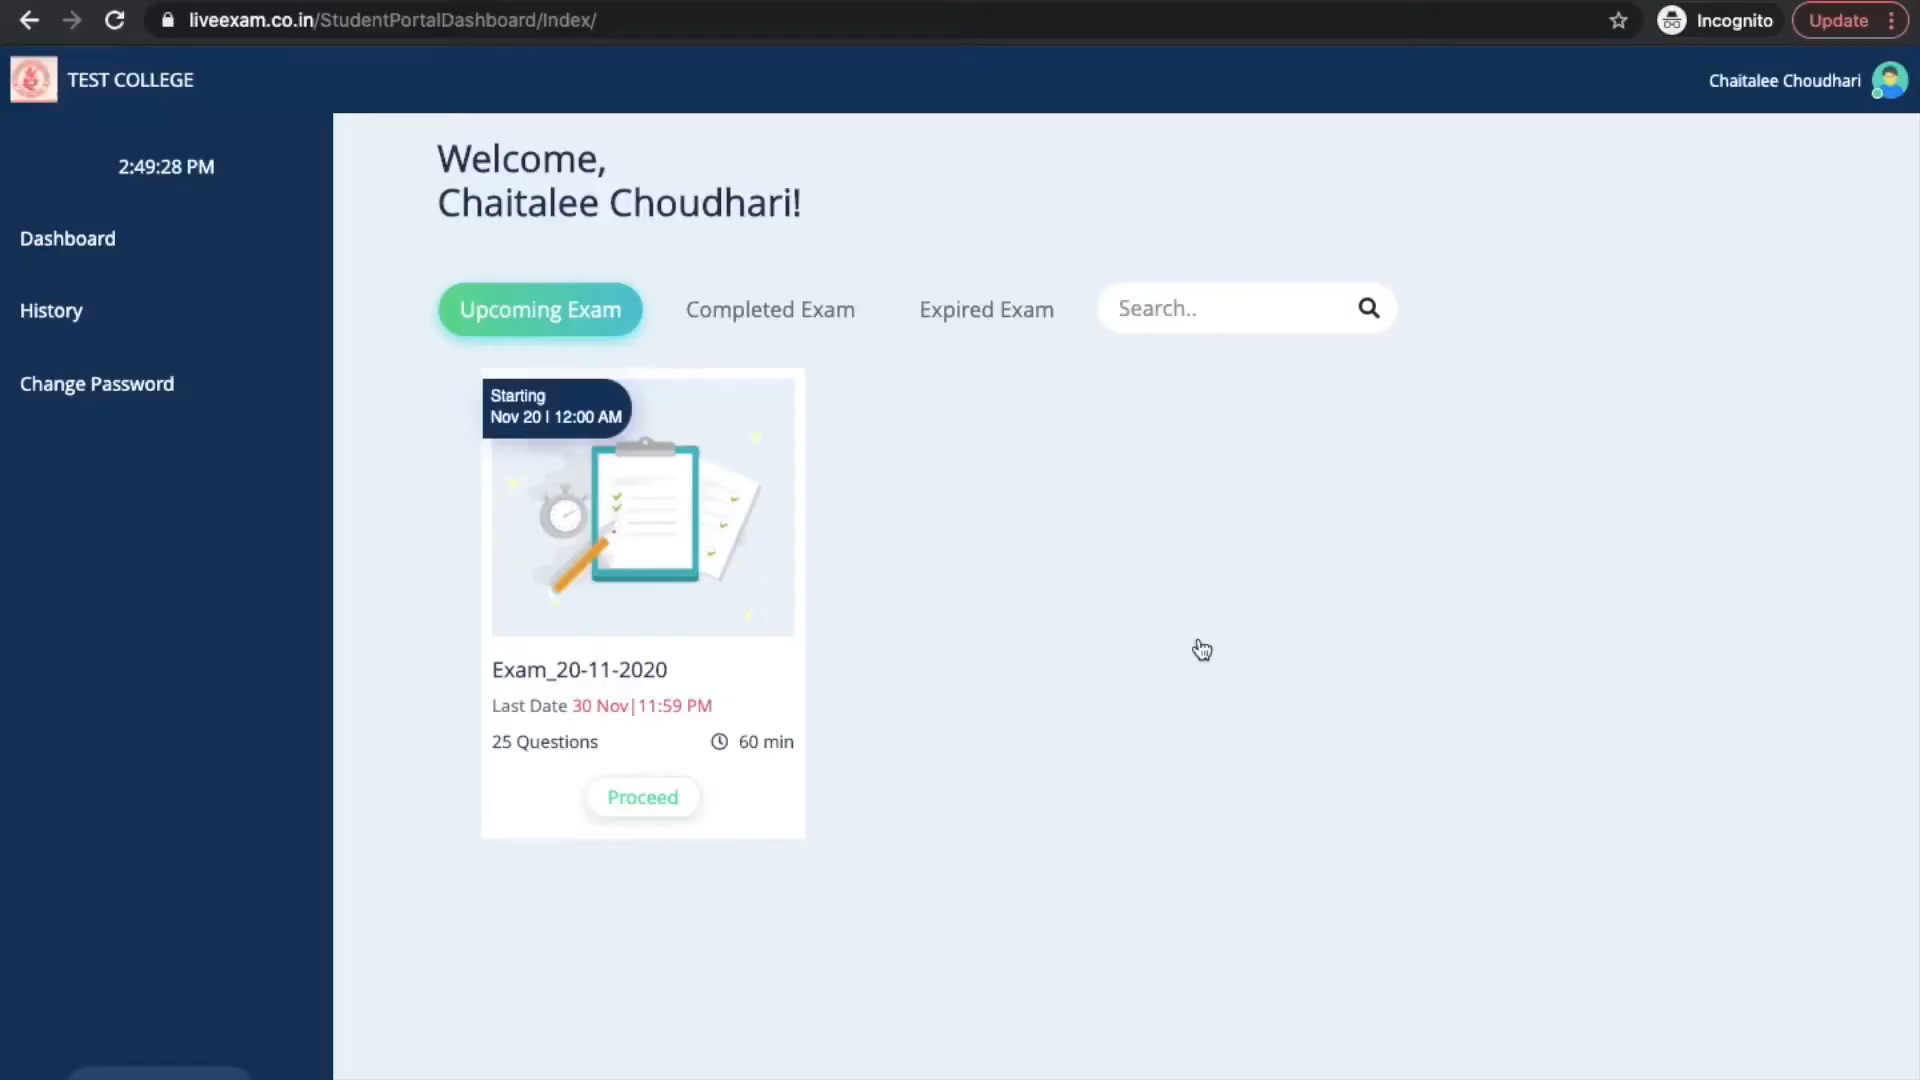 liveexam.co.in/StudentPortalDashboard/Index/
Incognito
Update
TEST COLLEGE
Chaitalee Choudhari
2:49:28 PM
Dashboard
History
Change Password
Welcome,
Chaitalee Choudhari!
Upcoming Exam
Completed Exam
Expired Exam
Search..
Starting
Nov 20 | 12:00 AM
Exam_20-11-2020
Last Date 30 Nov|11:59 PM
25 Questions
60 min
Proceed